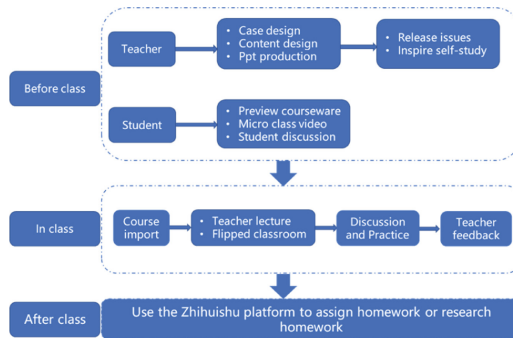 Before class
Teacher
• Case design
• Content design
• Ppt production
• Release issues
• Inspire self-study
Student
• Preview courseware
• Micro class video
• Student discussion
In class
Course
import
• Teacher lecture
• Flipped classroom
Discussion
and Practice
Teacher
feedback
After class
Use the Zhihuishu platform to assign homework or research
homework